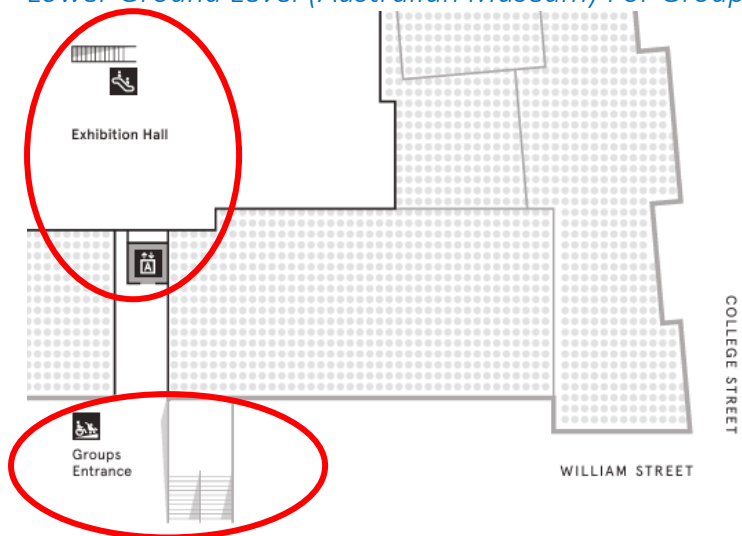 Lower Ground Level (Australian Museum) For Group
Exhibition Hall
A
Groups
Entrance
COLLEGE STREET
WILLIAM STREET